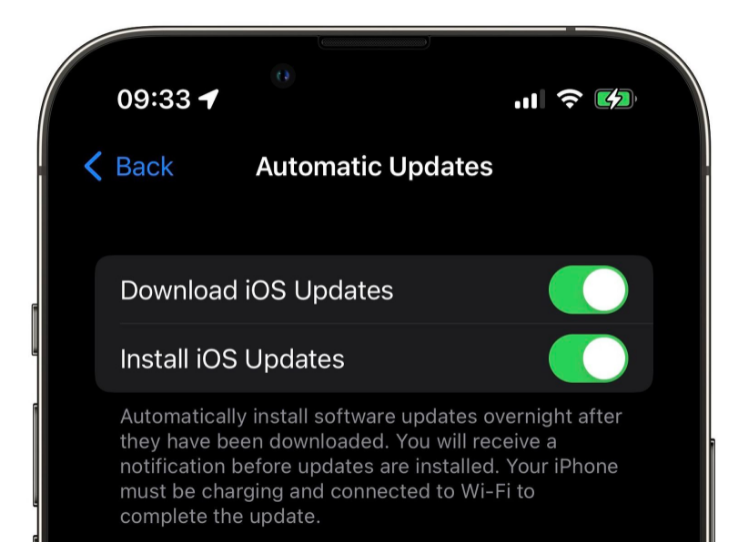 09:33
Back
Automatic Updates
Download iOS Updates
Install iOS Updates
Automatically install software updates overnight after
they have been downloaded. You will receive a
notification before updates are installed. Your iPhone
must be charging and connected to Wi-Fi to
complete the update.